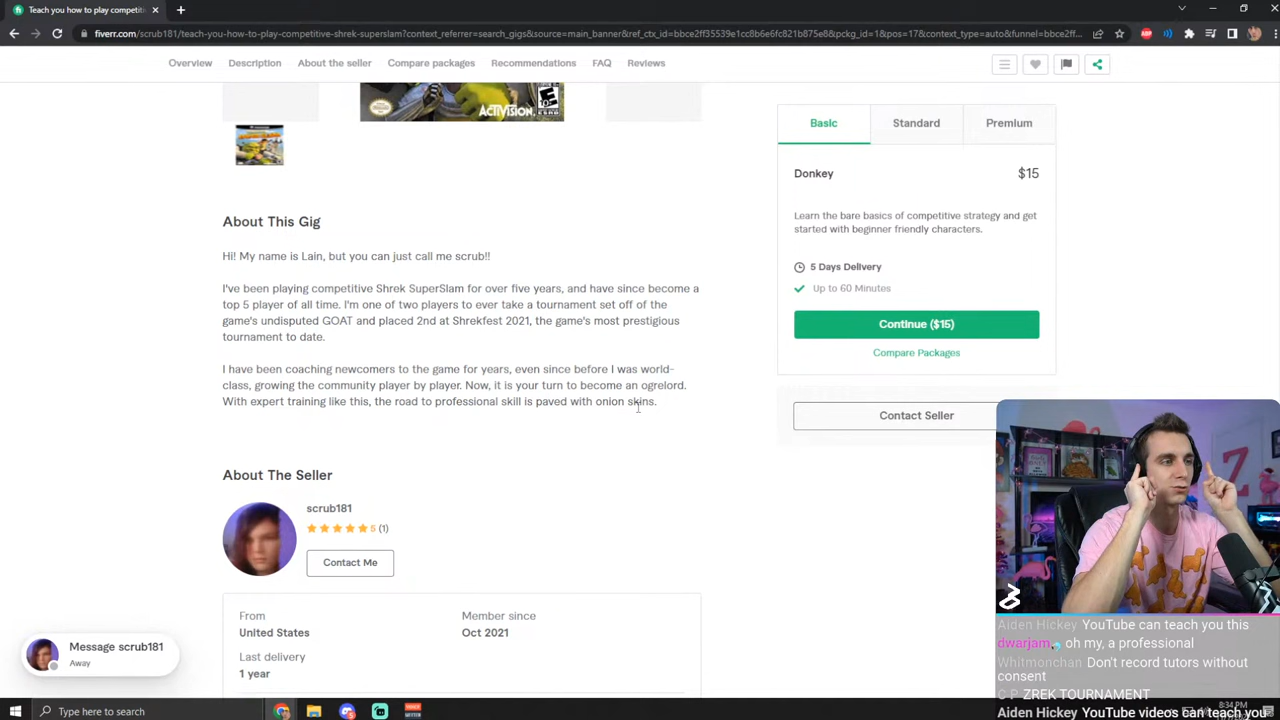 Teach you how to play competitive
fiverr.com/scrub181/teach-you-how-to-play-competitive-shrek-superslam?context_referrer=search_gigs&source=main_banner&ref_ctx_id=bbce2ff35539e1cc8b6e6fc821b875e8&pckg_id=1&pos=17&context_type=auto&funnel=bbce2ff...
Overview
Description
About the seller
Compare packages
Recommendations
FAQ
Reviews
ACTIVISION.
E
Basic
Standard
Premium
Donkey
$15
Learn the bare basics of competitive strategy and get
started with beginner friendly characters.
5 Days Delivery
Up to 60 Minutes
Continue ($15)
Compare Packages
Contact Seller
About This Gig
Hi! My name is Lain, but you can just call me scrub!!
I've been playing competitive Shrek SuperSlam for over five years, and have since become a
top 5 player of all time. I'm one of two players to ever take a tournament set off of the
game's undisputed GOAT and placed 2nd at Shrekfest 2021, the game's most prestigious
tournament to date.
I have been coaching newcomers to the game for years, even since before I was world-
class, growing the community player by player. Now, it is your turn to become an ogrelord.
With expert training like this, the road to professional skill is paved with onion skins.
About The Seller
scrub181
5 (1)
Contact Me
From
United States
Member since
Oct 2021
Last delivery
1 year
Message scrub181
Away
Aiden Hickey YouTube can teach you this
dwarjam oh my, a professional
Whitmonchan Don't record tutors without
consent
C P ZREK TOURNAMENT
Aiden Hickey YouTube videos can teach you
Type here to search
8:34 PM